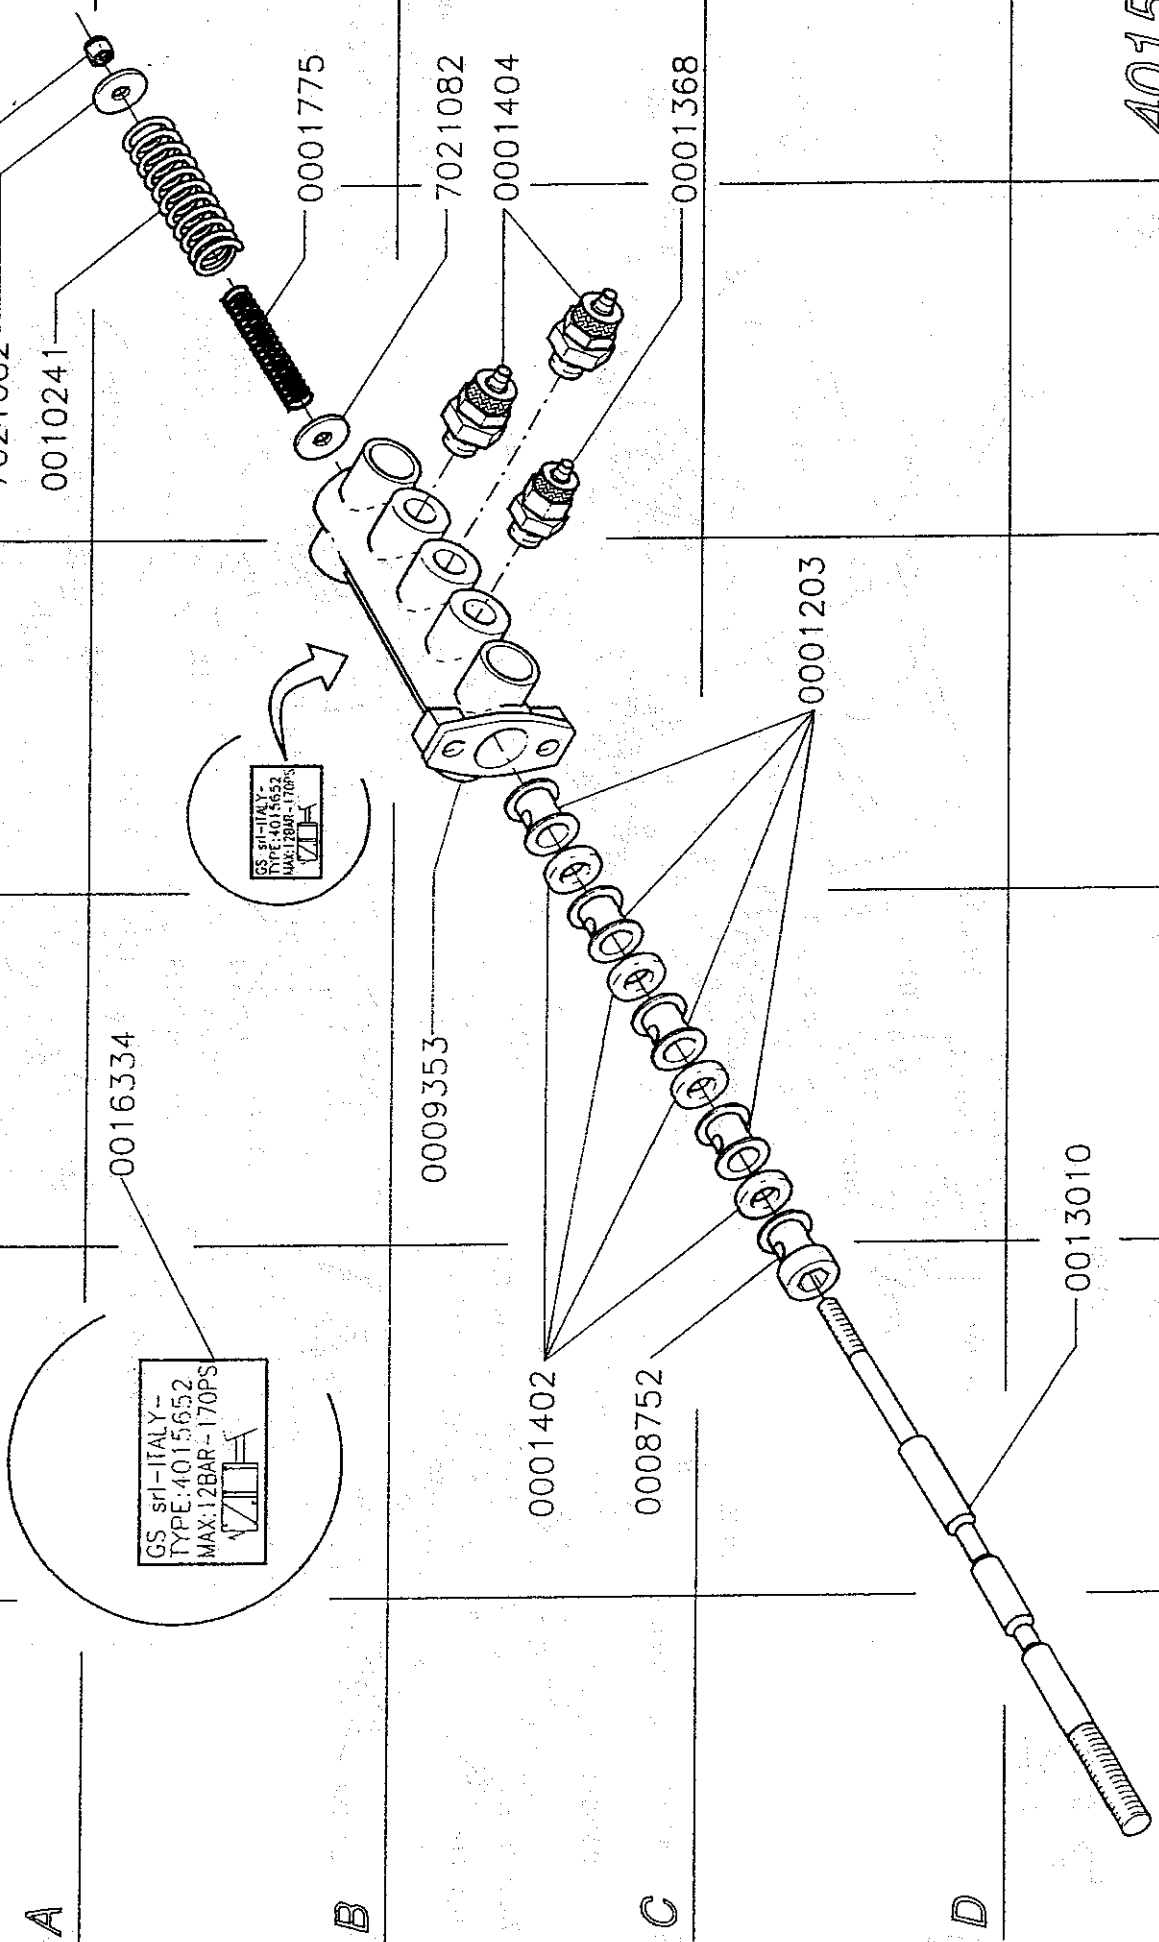 0010241
0001775
7021082
0001404
0001368
GS srl-ITALY-
TYPE:4015652
MAX:12BAR-170PS
0016334
0009353
0001203
GS srl-ITALY-
TYPE:4015652
MAX:12BAR-170PS
0001402
0008752
0013010
A
B
C
D